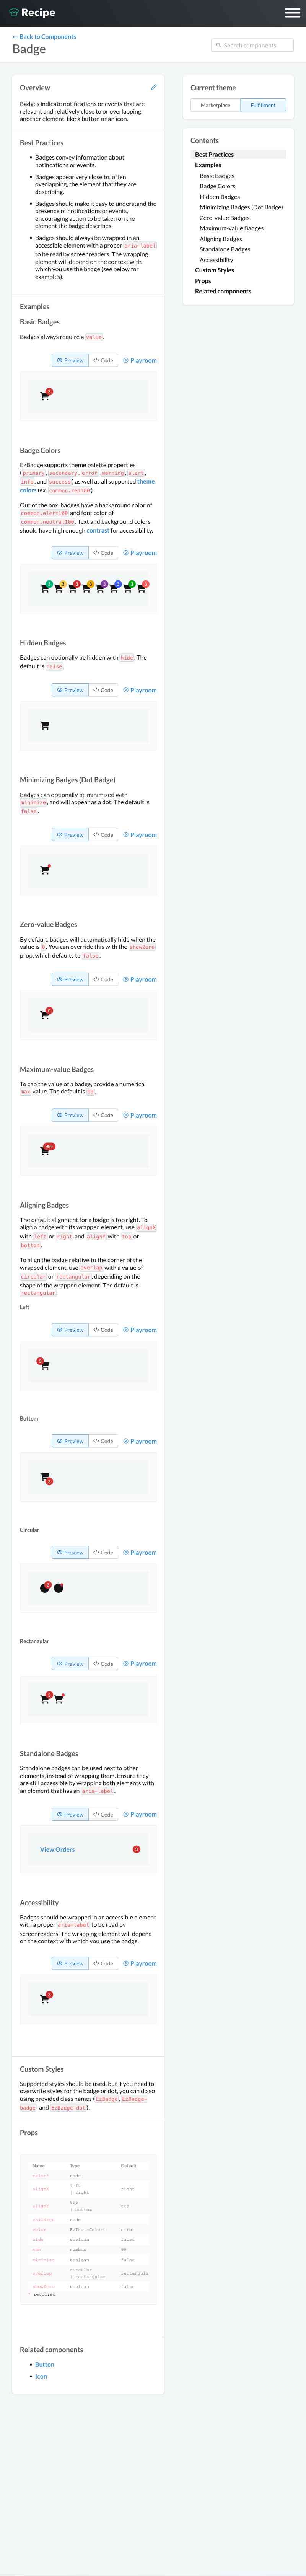 Recipe
← Back to Components
Badge
Search components
Overview
Badges indicate notifications or events that are
relevant and relatively close to or overlapping
another element, like a button or an icon.
Best Practices
• Badges convey information about
notifications or events.
• Badges appear very close to, often
overlapping, the element that they are
describing.
• Badges should make it easy to understand the
presence of notifications or events,
encouraging action to be taken on the
element the badge describes.
• Badges should always be wrapped in an
accessible element with a proper aria-label
to be read by screenreaders. The wrapping
element will depend on the context with
which you use the badge (see below for
examples).
Examples
Basic Badges
Badges always require a value.
Preview
</> Code
Playroom
3
Badge Colors
EzBadge supports theme palette properties
(primary, secondary, error, warning, alert,
info, and success) as well as all supported theme
colors (ex. common.red100).
Out of the box, badges have a background color of
common.alert100 and font color of
common.neutral100. Text and background colors
should have high enough contrast for accessibility.
Preview
</> Code
Playroom
3 3 3 3 3 3 3 3
Hidden Badges
Badges can optionally be hidden with hide. The
default is false.
Preview
</> Code
Playroom
Minimizing Badges (Dot Badge)
Badges can optionally be minimized with
minimize, and will appear as a dot. The default is
false.
Preview
</> Code
Playroom
Zero-value Badges
By default, badges will automatically hide when the
value is 0. You can override this with the showZero
prop, which defaults to false.
Preview
</> Code
Playroom
0
Maximum-value Badges
To cap the value of a badge, provide a numerical
max value. The default is 99.
Preview
</> Code
Playroom
99+
Aligning Badges
The default alignment for a badge is top right. To
align a badge with its wrapped element, use alignX
with left or right and alignY with top or
bottom.
To align the badge relative to the corner of the
wrapped element, use overlap with a value of
circular or rectangular, depending on the
shape of the wrapped element. The default is
rectangular.
Left
Preview
</> Code
Playroom
3
Bottom
Preview
</> Code
Playroom
3
Circular
Preview
</> Code
Playroom
3
Rectangular
Preview
</> Code
Playroom
3
Standalone Badges
Standalone badges can be used next to other
elements, instead of wrapping them. Ensure they
are still accessible by wrapping both elements with
an element that has an aria-label.
Preview
</> Code
Playroom
View Orders
3
Accessibility
Badges should be wrapped in an accessible element
with a proper aria-label to be read by
screenreaders. The wrapping element will depend
on the context with which you use the badge.
Preview
</> Code
Playroom
3
Custom Styles
Supported styles should be used, but if you need to
overwrite styles for the badge or dot, you can do so
using provided class names (EzBadge, EzBadge-
badge, and EzBadge-dot).
Props
Name Type Default
value* node
alignX left | right right
alignY top | bottom top
children node
color EzThemeColors error
hide boolean false
max number 99
minimize boolean false
overlap circular | rectangular rectangula
showZero boolean false
* required
Related components
• Button
• Icon
Current theme
Marketplace
Fulfillment
Contents
Best Practices
Examples
Basic Badges
Badge Colors
Hidden Badges
Minimizing Badges (Dot Badge)
Zero-value Badges
Maximum-value Badges
Aligning Badges
Standalone Badges
Accessibility
Custom Styles
Props
Related components